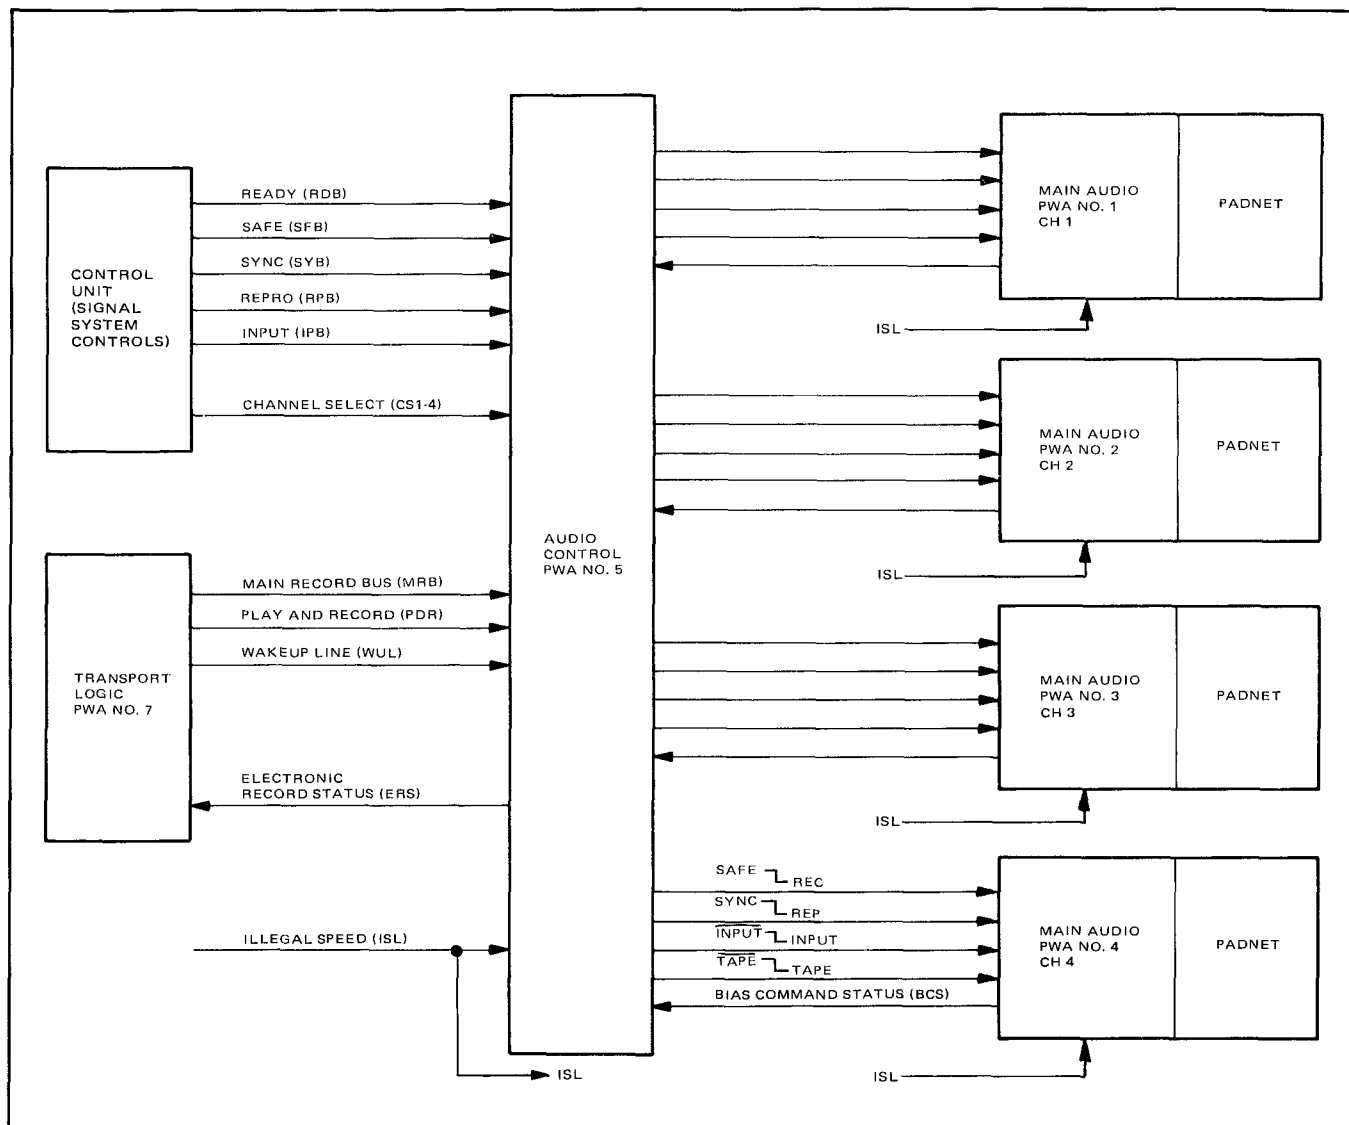 CONTROL
UNIT
(SIGNAL
SYSTEM
CONTROLS)
READY (RDB)
SAFE (SFB)
SYNC (SYB)
REPRO (RPB)
INPUT (IPB)
CHANNEL SELECT (CS1-4)
TRANSPORT
LOGIC
PWA NO. 7
MAIN RECORD BUS (MRB)
PLAY AND RECORD (PDR)
WAKEUP LINE (WUL)
ELECTRONIC
RECORD STATUS (ERS)
ILLEGAL SPEED (ISL)
ISL
AUDIO
CONTROL
PWA NO. 5
MAIN AUDIO
PWA NO. 1
CH 1
PADNET
ISL
MAIN AUDIO
PWA NO. 2
CH 2
PADNET
ISL
MAIN AUDIO
PWA NO. 3
CH 3
PADNET
ISL
SAFE REC
SYNC REP
INPUT INPUT
TAPE TAPE
BIAS COMMAND STATUS (BCS)
MAIN AUDIO
PWA NO. 4
CH 4
PADNET
ISL